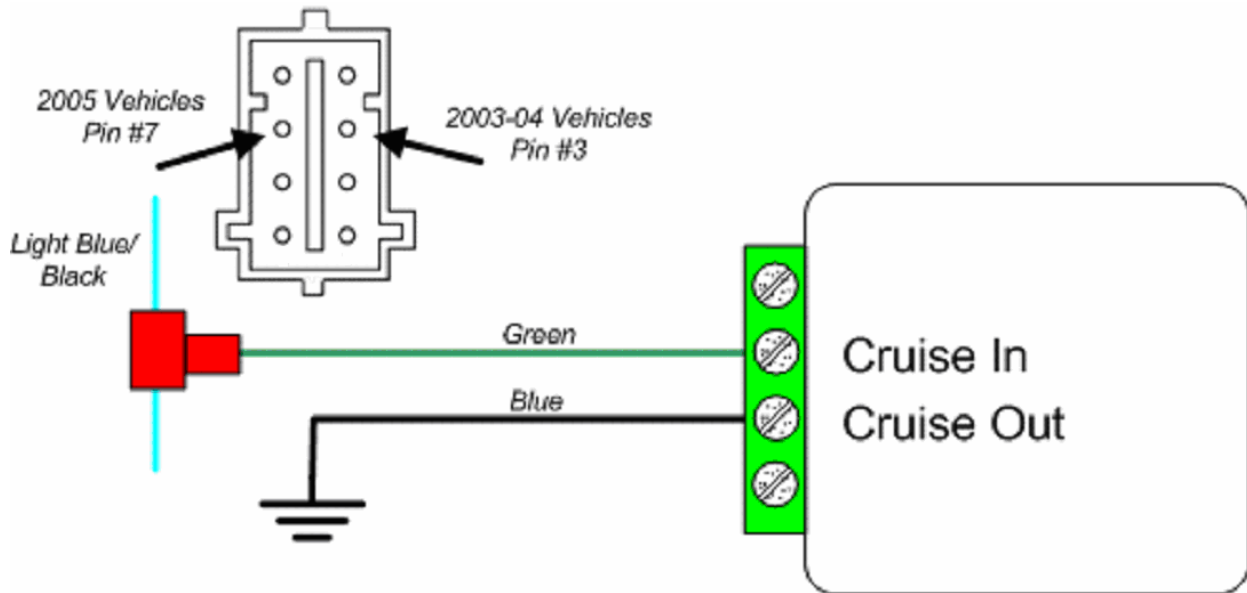 2005 Vehicles
Pin #7
2003-04 Vehicles
Pin #3
Light Blue/
Black
Green
Blue
Cruise In
Cruise Out